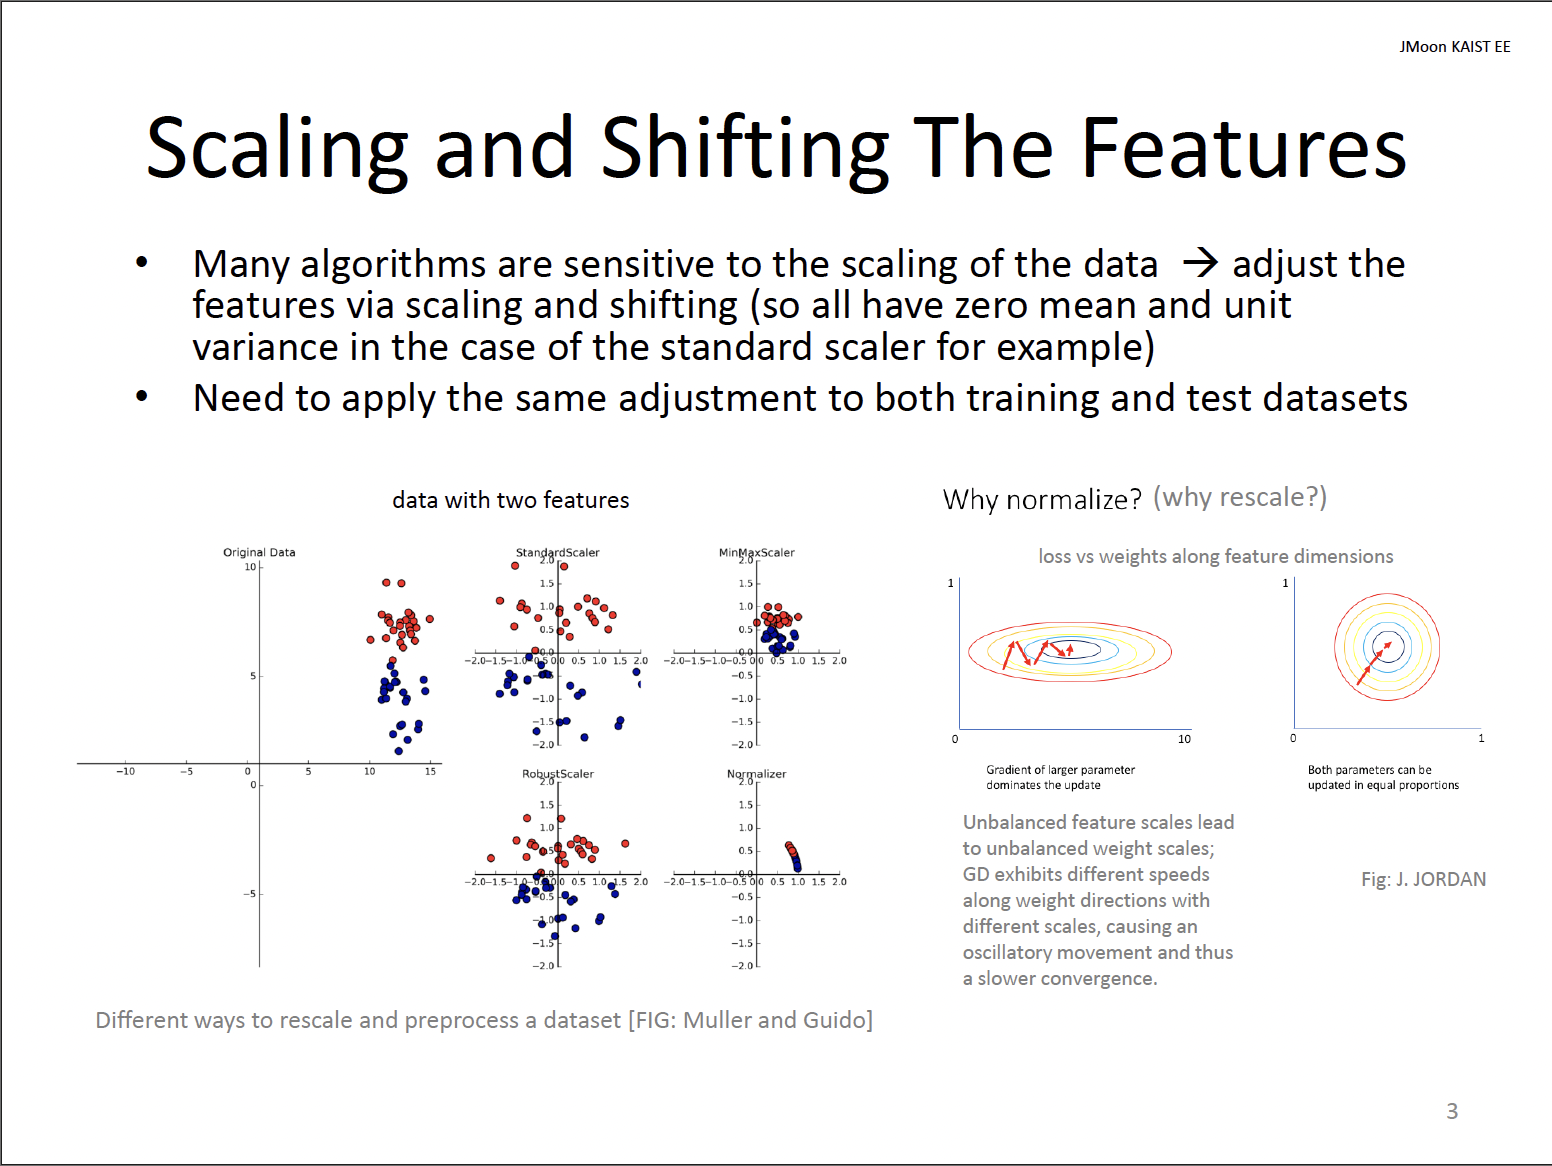 JMoon KAIST EE
Scaling and Shifting The Features
• Many algorithms are sensitive to the scaling of the data → adjust the
features via scaling and shifting (so all have zero mean and unit
variance in the case of the standard scaler for example)
• Need to apply the same adjustment to both training and test datasets
data with two features
Original Data
10
5
0
−5
−10 −5 0 5 10 15
StandardScaler
2.0
1.5
1.0
0.5
−2.0−1.5−1.0−0.5 0.0 0.5 1.0 1.5 2.0
−0.5
−1.0
−1.5
−2.0
MinMaxScaler
2.0
1.5
1.0
0.5
−2.0−1.5−1.0−0.5 0.0 0.5 1.0 1.5 2.0
−0.5
−1.0
−1.5
−2.0
RobustScaler
2.0
1.5
1.0
0.5
−2.0−1.5−1.0−0.5 0.0 0.5 1.0 1.5 2.0
−0.5
−1.0
−1.5
−2.0
Normalizer
2.0
1.5
1.0
0.5
−2.0−1.5−1.0−0.5 0.0 0.5 1.0 1.5 2.0
−0.5
−1.0
−1.5
−2.0
Different ways to rescale and preprocess a dataset [FIG: Muller and Guido]
Why normalize? (why rescale?)
loss vs weights along feature dimensions
1
0 10
Gradient of larger parameter
dominates the update
1
0 1
Both parameters can be
updated in equal proportions
Unbalanced feature scales lead
to unbalanced weight scales;
GD exhibits different speeds
along weight directions with
different scales, causing an
oscillatory movement and thus
a slower convergence.
Fig: J. JORDAN
3